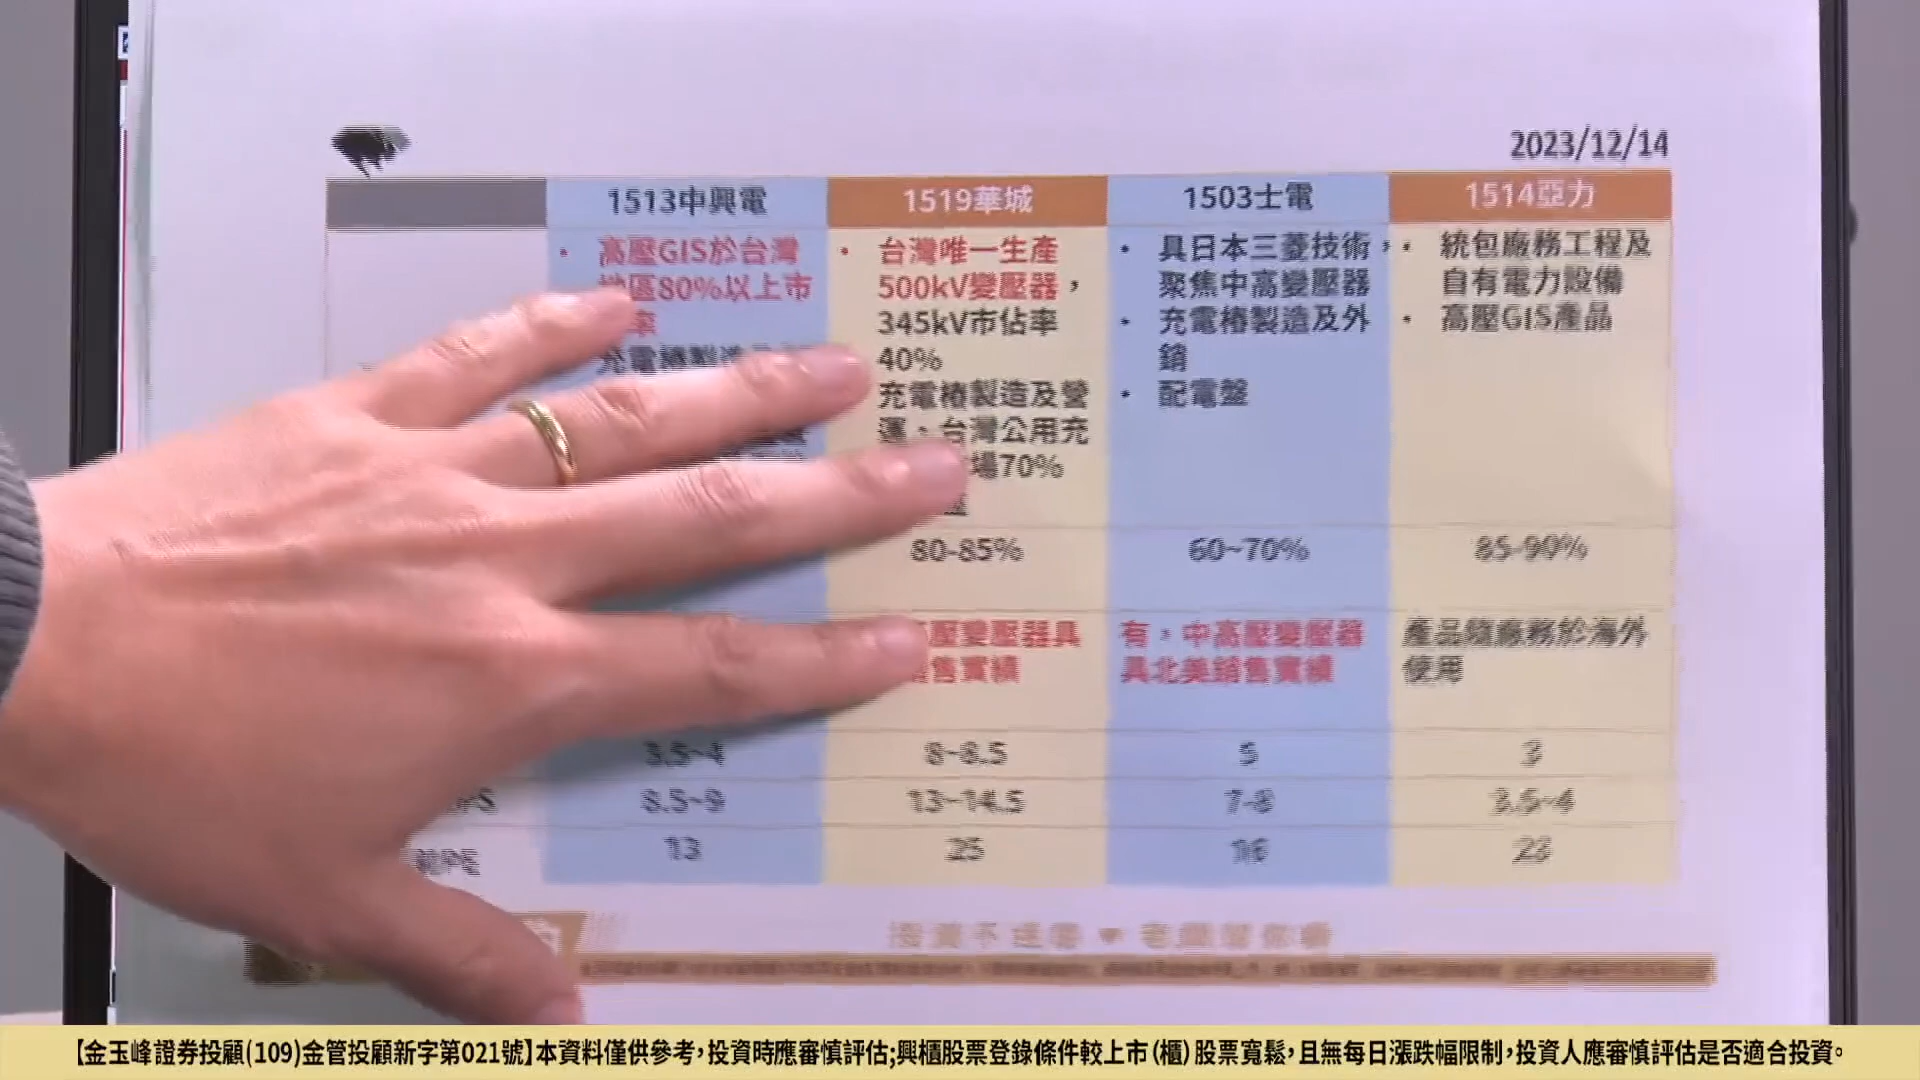 2023/12/14
1513中興電
1519華城
1503士電
1514亞力
• 高壓GIS於台灣
地區80%以上市
率
充電樁製造
• 台灣唯一生產
500kV變壓器，
345kV市佔率
40%
充電樁製造及營
運、台灣公用充
場70%
• 具日本三菱技術，
聚焦中高變壓器
• 充電樁製造及外
銷
• 配電盤
• 統包廠務工程及
自有電力設備
• 高壓GIS產品
80-85%
60~70%
85-90%
壓變壓器具
售實績
有，中高壓變壓器
具北美銷售實績
產品隨廠務於海外
使用
3.5~4
8-8.5
5
3
8.5~9
13~14.5
7-8
3.5~4
PE
13
25
16
23
【金玉峰證券投顧(109)金管投顧新字第021號】本資料僅供參考，投資時應審慎評估;興櫃股票登錄條件較上市（櫃）股票寬鬆，且無每日漲跌幅限制，投資人應審慎評估是否適合投資。